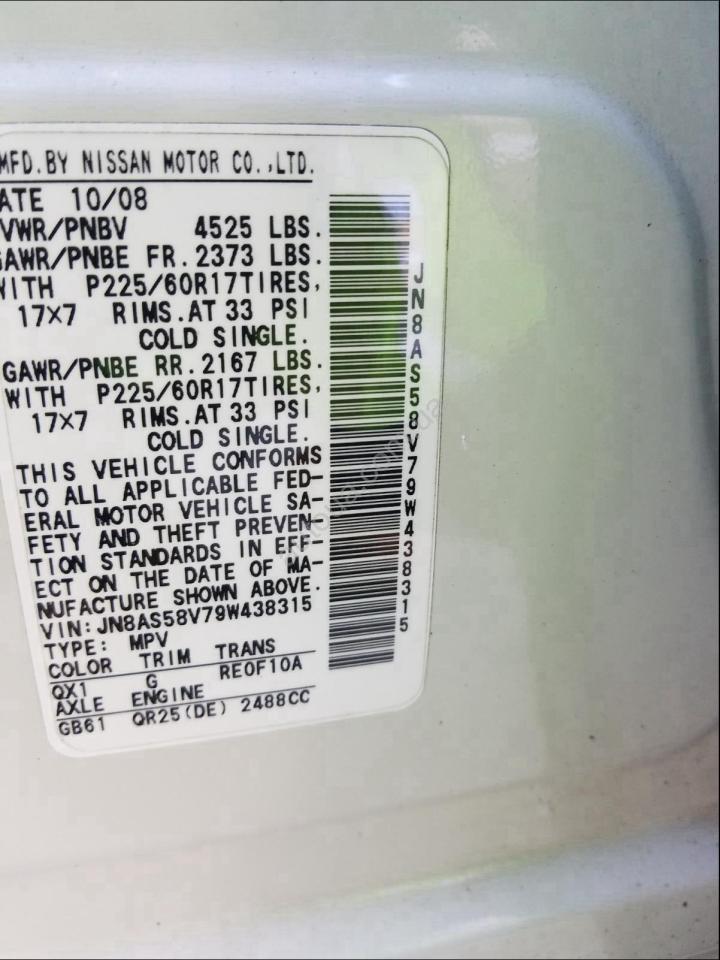 MFD.BY NISSAN MOTOR CO.,LTD.
ATE 10/08
VWR/PNBV 4525 LBS.
GAWR/PNBE FR. 2373 LBS.
WITH P225/60R17TIRES,
17×7 RIMS.AT 33 PSI
COLD SINGLE.
GAWR/PNBE RR. 2167 LBS.
WITH P225/60R17TIRES,
17×7 RIMS.AT 33 PSI
COLD SINGLE.
THIS VEHICLE CONFORMS
TO ALL APPLICABLE FED-
ERAL MOTOR VEHICLE SA-
FETY AND THEFT PREVEN-
TION STANDARDS IN EFF-
ECT ON THE DATE OF MA-
NUFACTURE SHOWN ABOVE.
VIN:JN8AS58V79W438315
TYPE: MPV
COLOR TRIM TRANS
QX1 G RE0F10A
AXLE ENGINE
GB61 QR25(DE) 2488CC
JN8AS58V79W438315